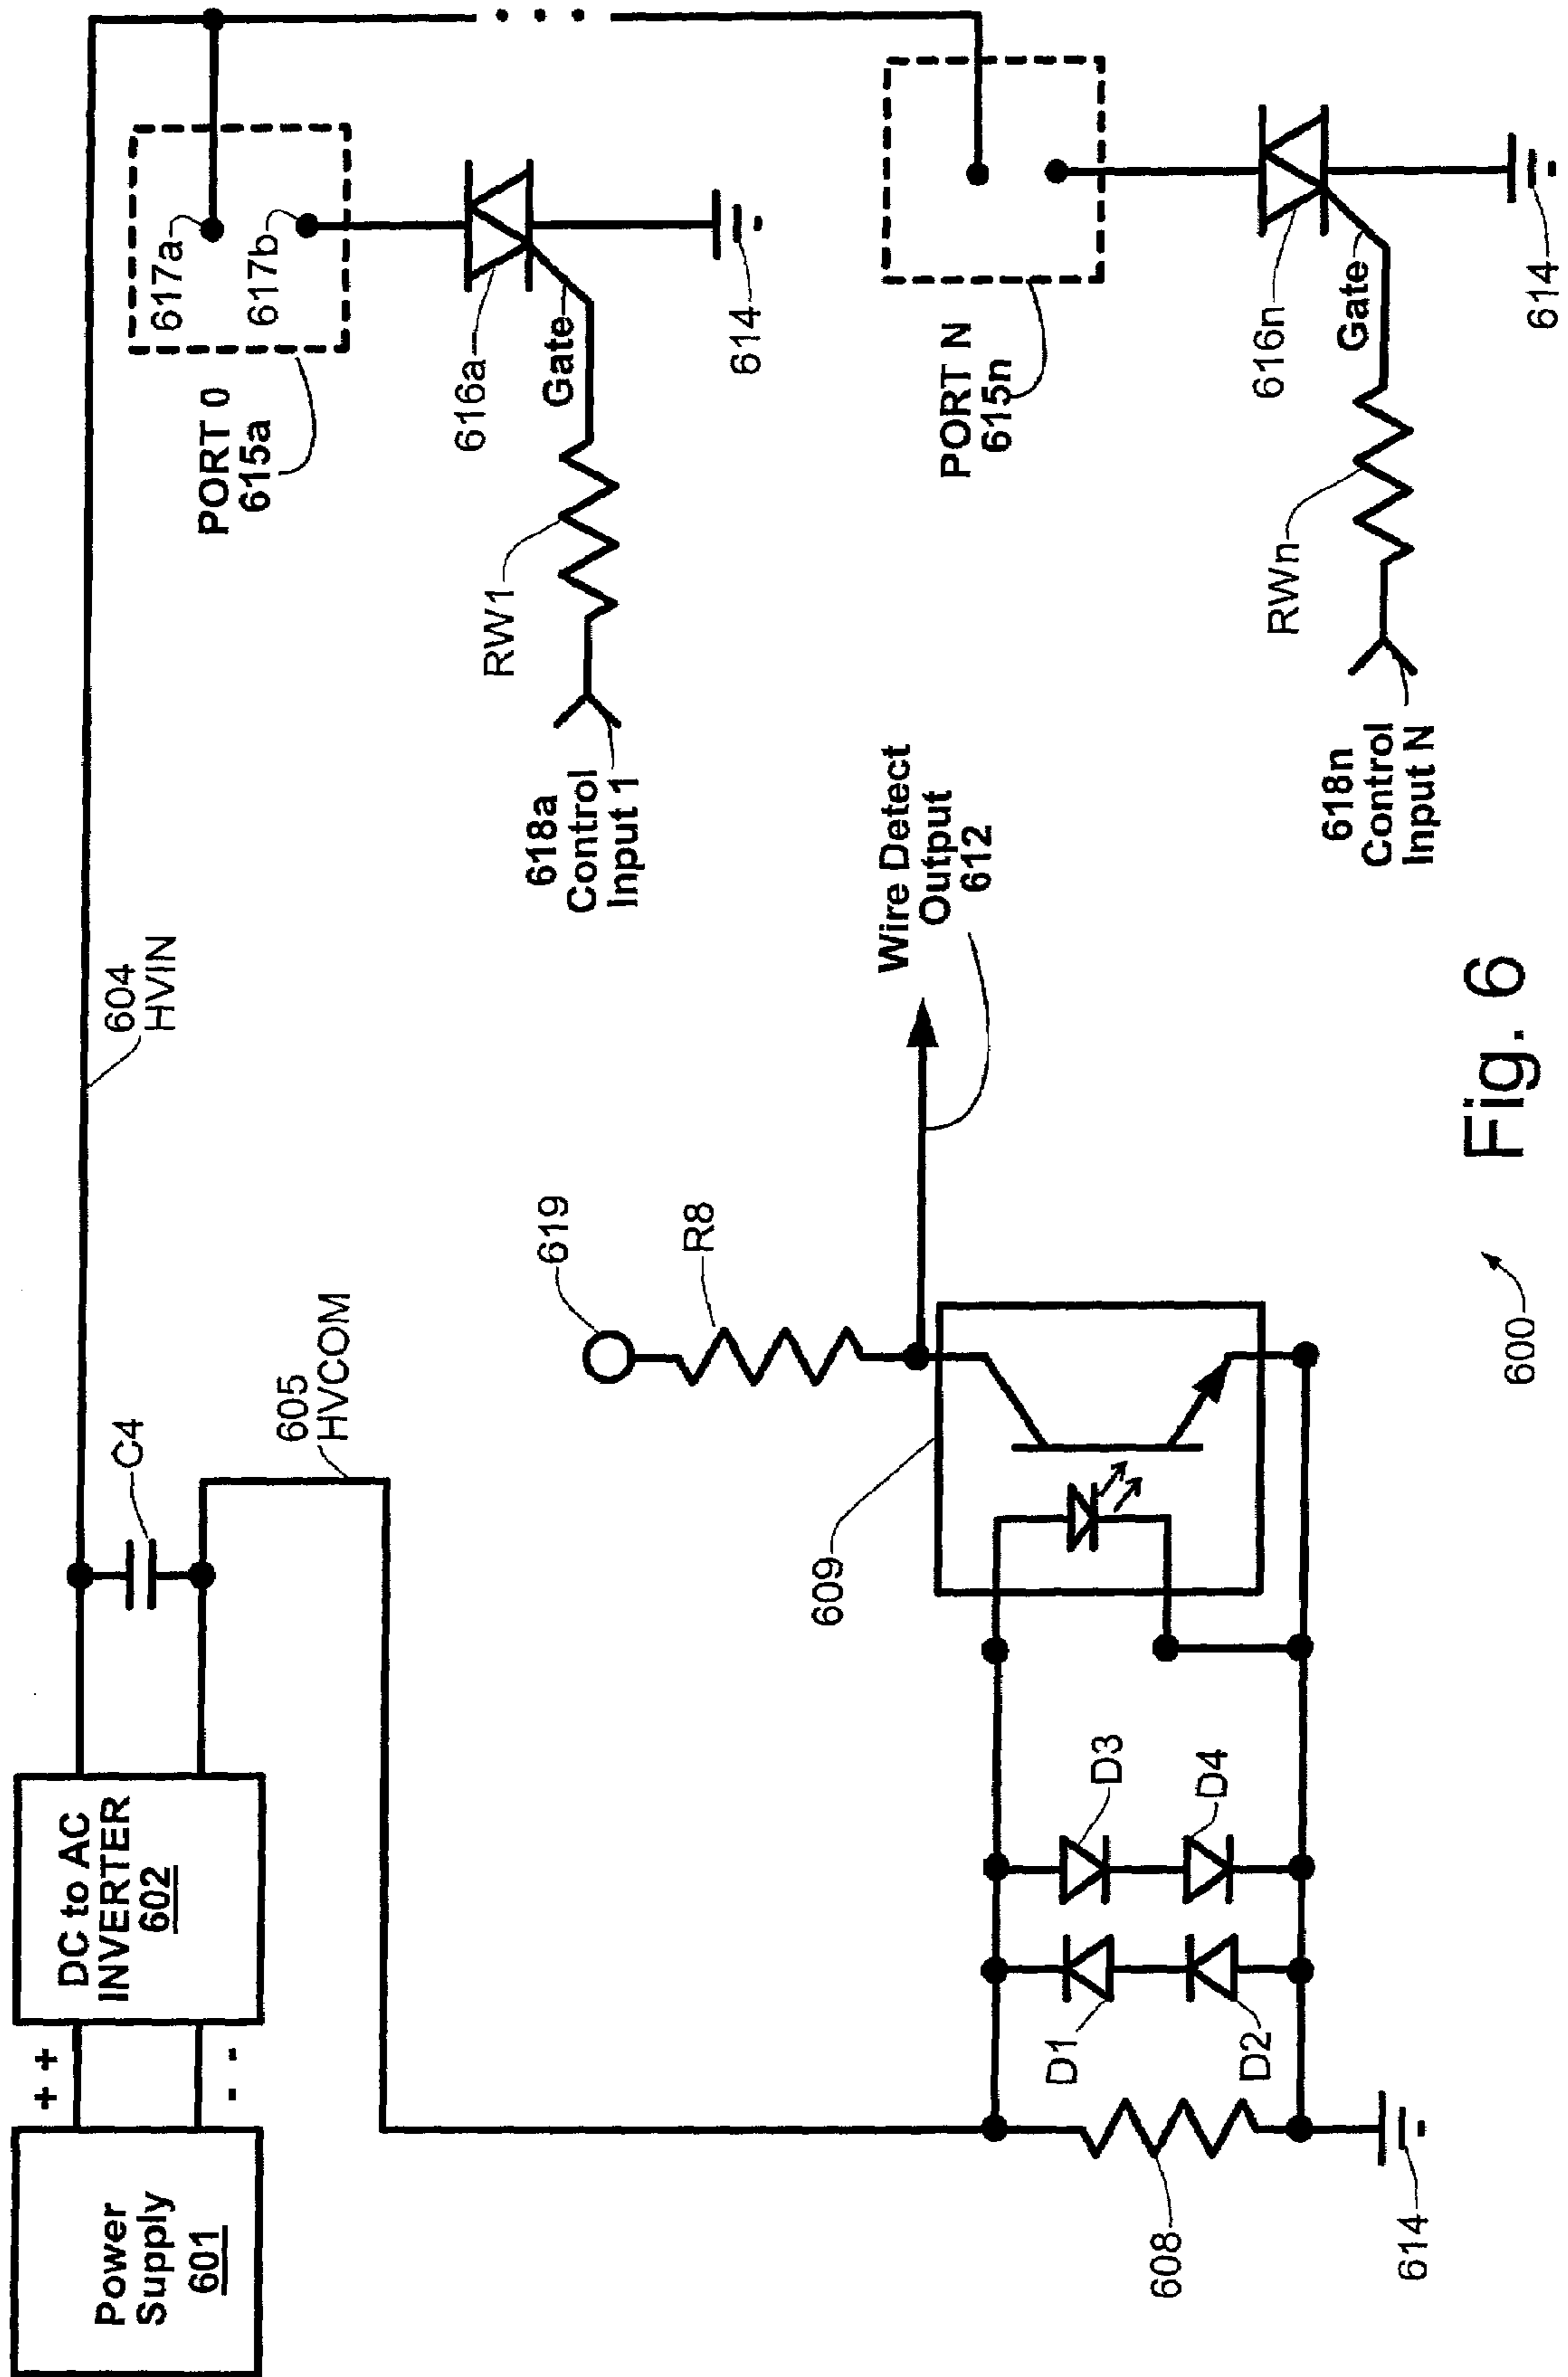 Power
Supply
601
+ +
- -
DC to AC
INVERTER
602
C4
605
HVCOM
604
HVIN
PORT 0
615a
617a
617b
616a
Gate
RW1
618a
Control
Input 1
614
PORT N
615n
616n
Gate
RWn
618n
Control
Input N
614
619
R8
Wire Detect
Output
612
609
D3
D4
D1
D2
608
614
600
Fig. 6